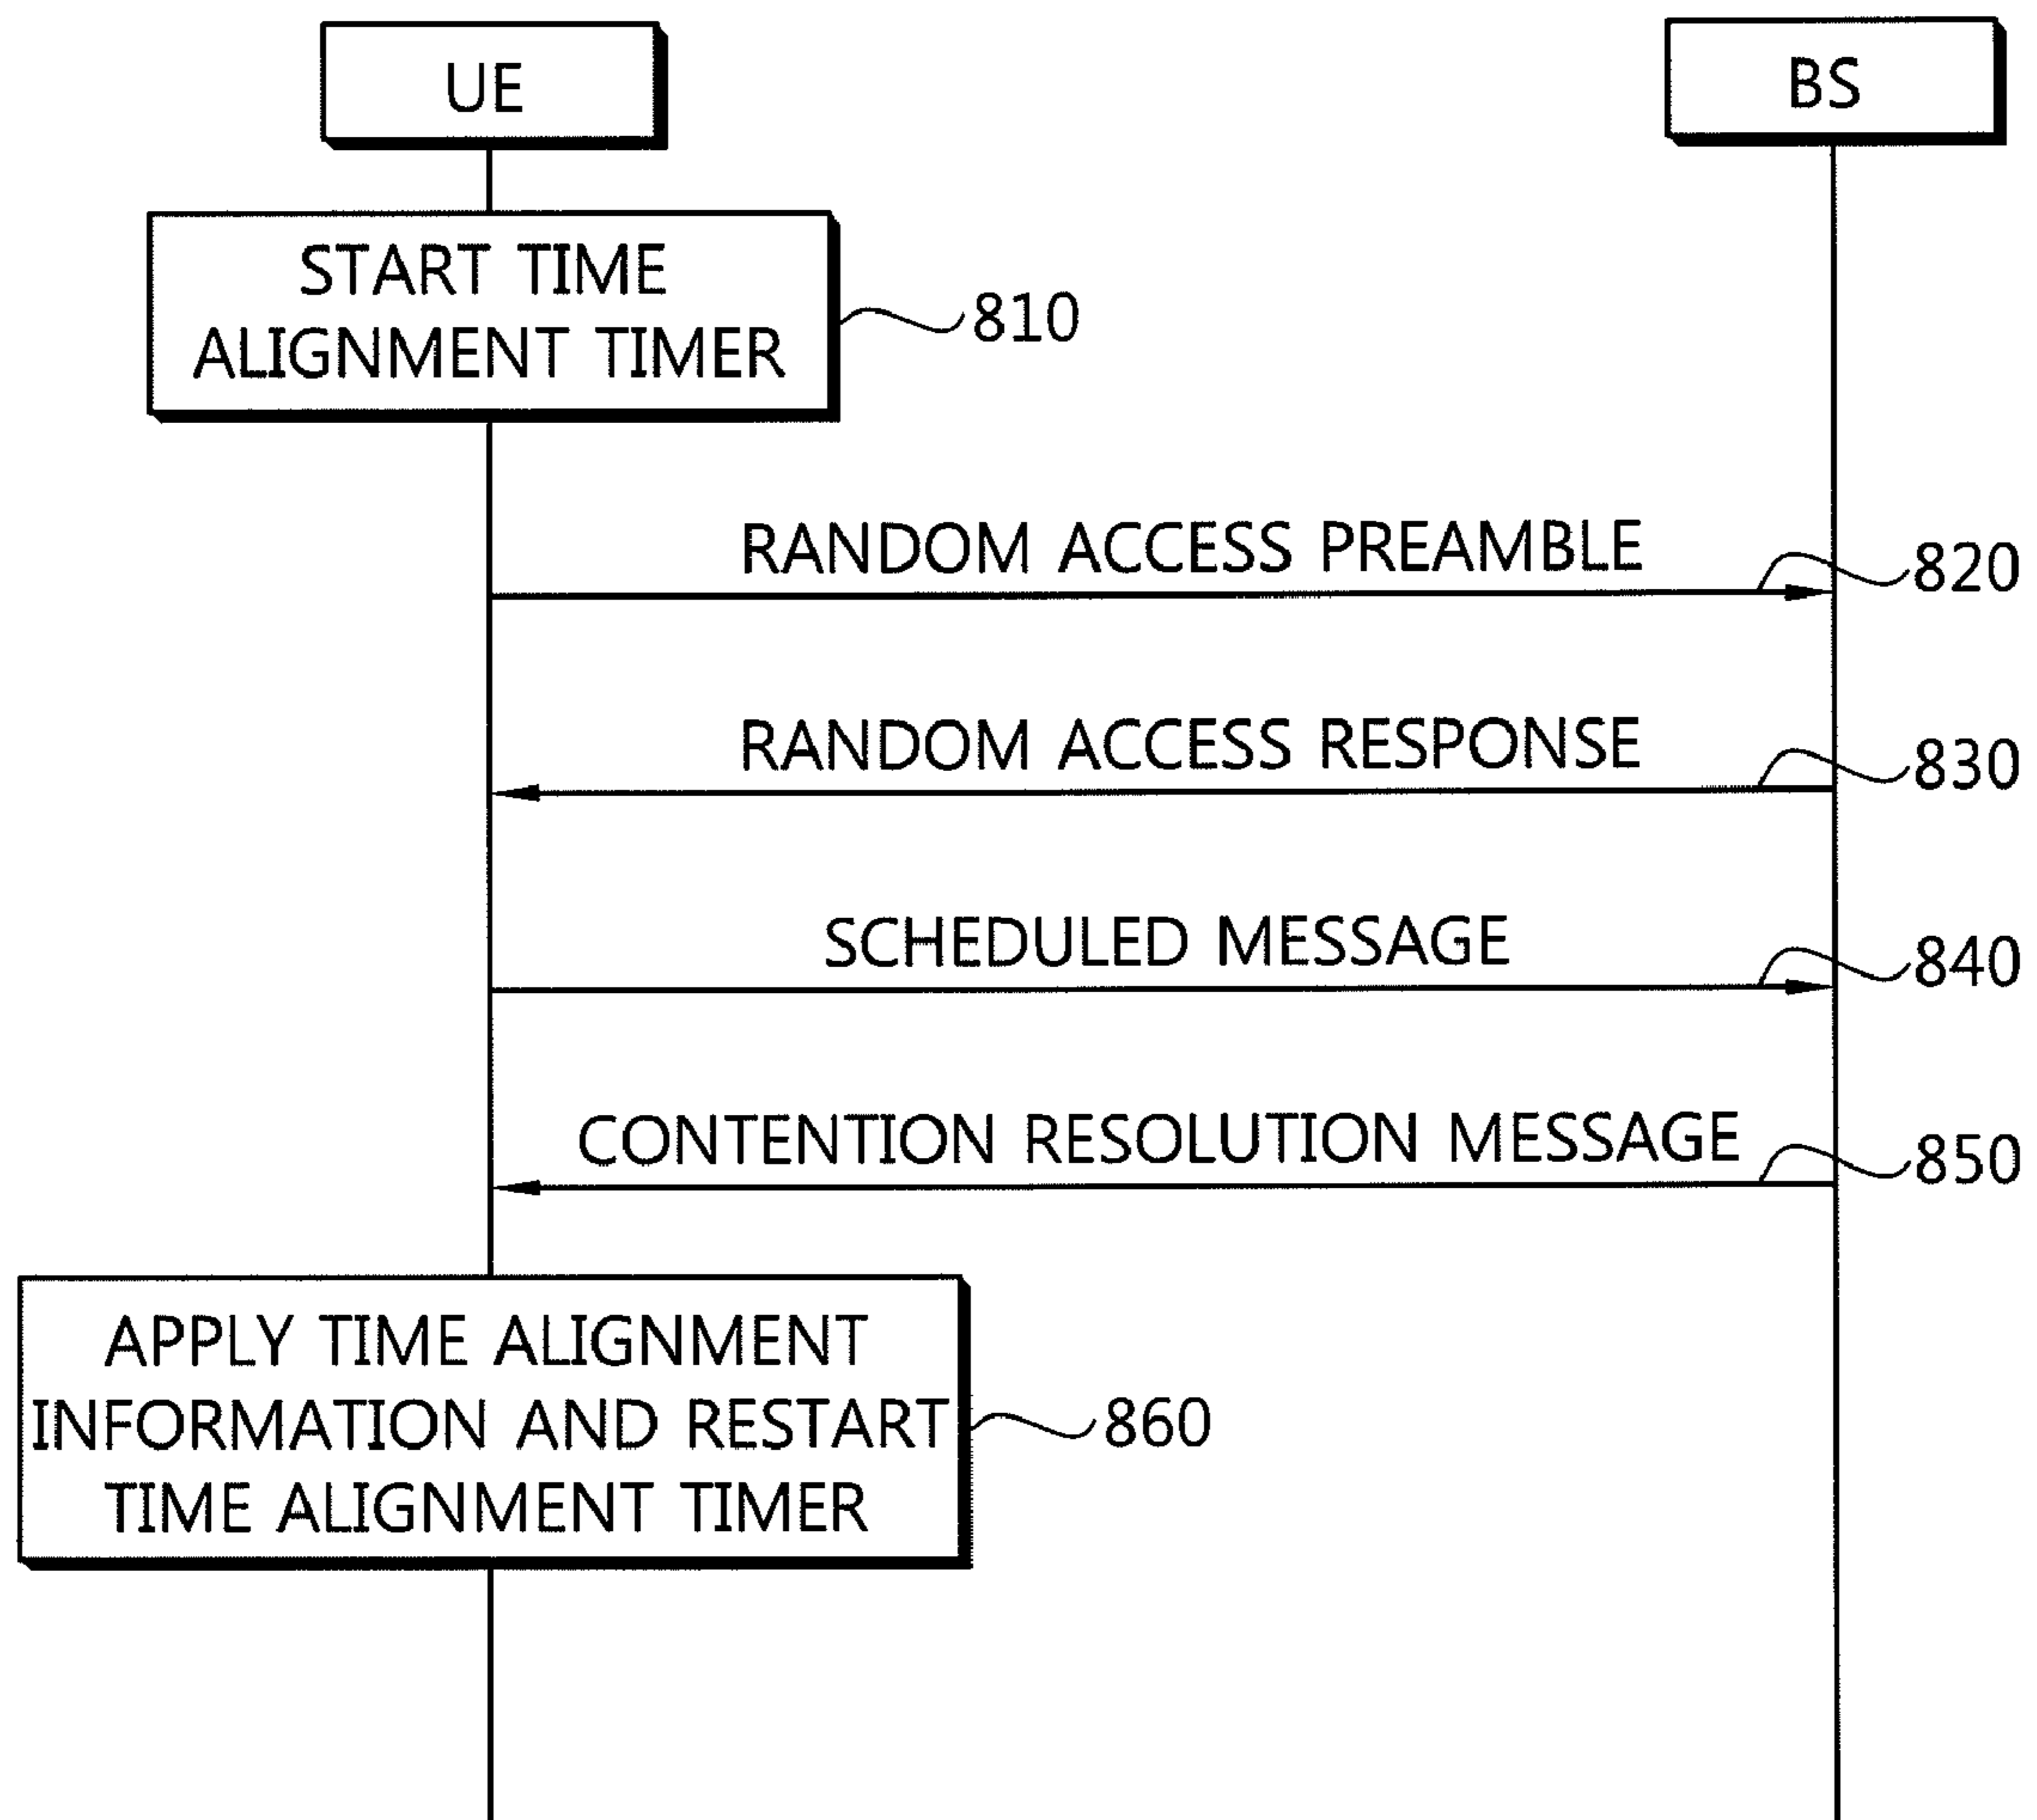 UE
BS
START TIME
ALIGNMENT TIMER
810
RANDOM ACCESS PREAMBLE
820
RANDOM ACCESS RESPONSE
830
SCHEDULED MESSAGE
840
CONTENTION RESOLUTION MESSAGE
850
APPLY TIME ALIGNMENT
INFORMATION AND RESTART
TIME ALIGNMENT TIMER
860